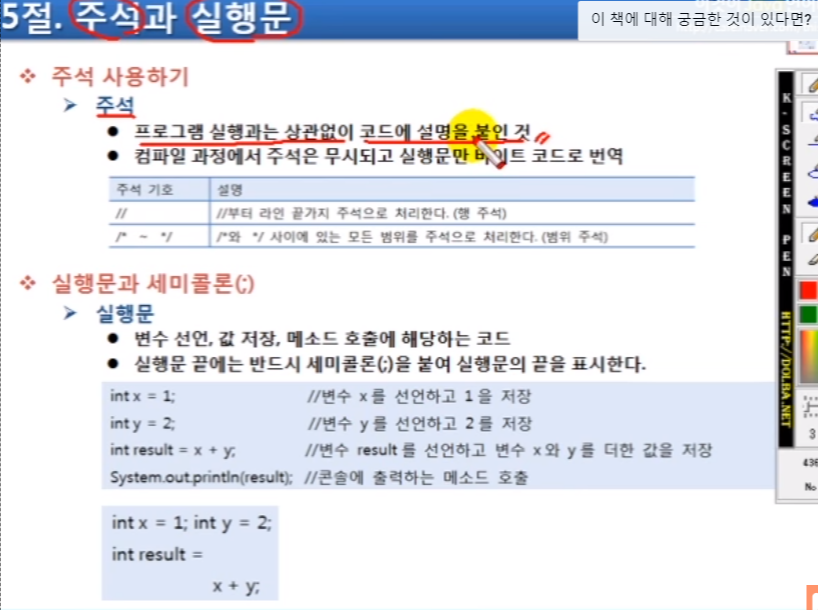 5절. 주석과 실행문
이 책에 대해 궁금한 것이 있다면?
❖ 주석 사용하기
➤ 주석
● 프로그램 실행과는 상관없이 코드에 설명을 붙인 것
● 컴파일 과정에서 주석은 무시되고 실행문만 바이트 코드로 번역
주석 기호 설명
// //부터 라인 끝가지 주석으로 처리한다. (행 주석)
/* ~ */ /*와 */ 사이에 있는 모든 범위를 주석으로 처리한다. (범위 주석)
❖ 실행문과 세미콜론(;)
➤ 실행문
● 변수 선언, 값 저장, 메소드 호출에 해당하는 코드
● 실행문 끝에는 반드시 세미콜론(;)을 붙여 실행문의 끝을 표시한다.
int x = 1; //변수 x를 선언하고 1을 저장
int y = 2; //변수 y를 선언하고 2를 저장
int result = x + y; //변수 result를 선언하고 변수 x와 y를 더한 값을 저장
System.out.println(result); //콘솔에 출력하는 메소드 호출
int x = 1; int y = 2;
int result =
x + y;
K-SCREEN PEN
HTTP://DOLBA.NET
3
No